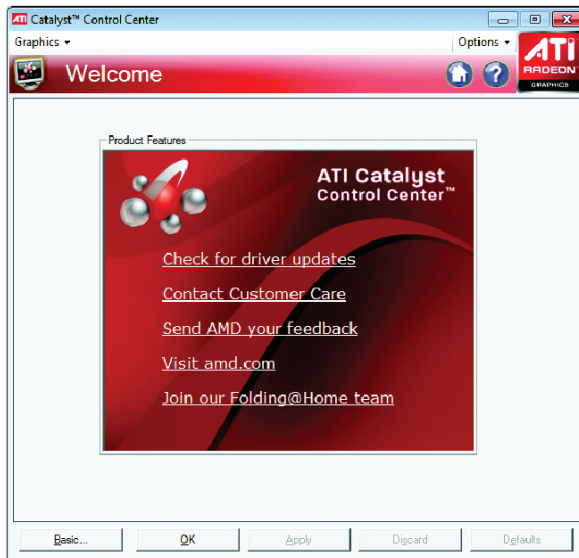 ATI Catalyst™ Control Center
Graphics
Options
Welcome
ATI
RADEON™
GRAPHICS
Product Features
ATI Catalyst
Control Center™
Check for driver updates
Contact Customer Care
Send AMD your feedback
Visit amd.com
Join our Folding@Home team
Basic...
OK
Apply
Discard
Defaults